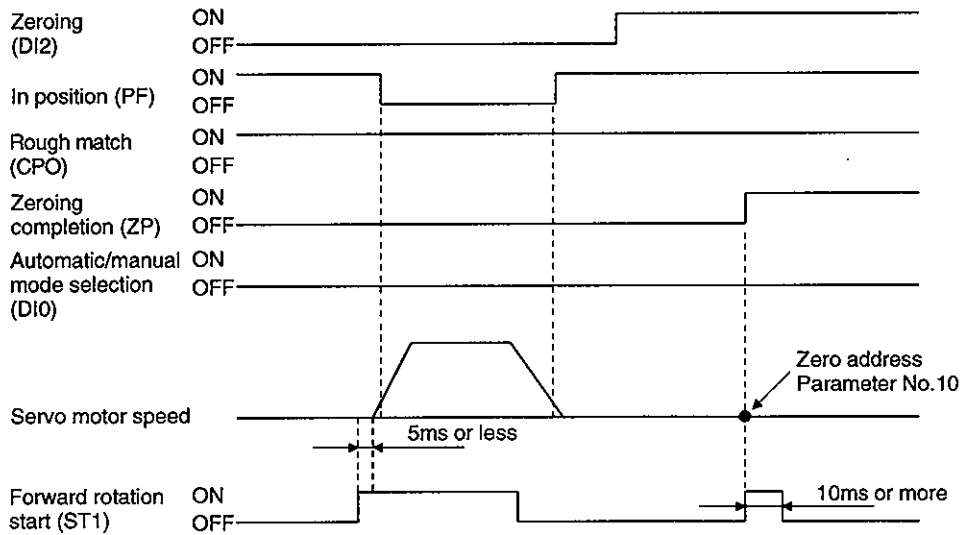 Zeroing
(DI2)
ON
OFF
In position (PF)
ON
OFF
Rough match
(CPO)
ON
OFF
Zeroing
completion (ZP)
ON
OFF
Automatic/manual
mode selection
(DI0)
ON
OFF
Zero address
Parameter No.10
Servo motor speed
5ms or less
Forward rotation
start (ST1)
ON
OFF
10ms or more